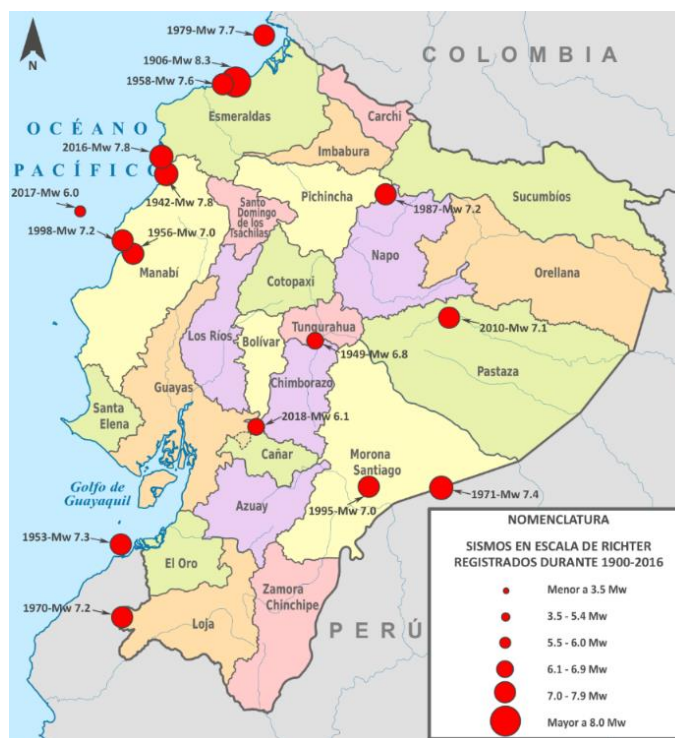 1979-Mw 7.7
COLOMBIA
N
1906-Mw 8.3
1958-Mw 7.6
Esmeraldas
Carchi
OCÉANO
PACÍFICO
Imbabura
2016-Mw 7.8
1942-Mw 7.8
2017-Mw 6.0
Santo
Domingo
de los
Tsáchilas
Pichincha
1987-Mw 7.2
Sucumbíos
1998-Mw 7.2
1956-Mw 7.0
Manabí
Napo
Orellana
Cotopaxi
Los Ríos
Bolívar
Tungurahua
2010-Mw 7.1
1949-Mw 6.8
Pastaza
Guayas
Chimborazo
Santa
Elena
2018-Mw 6.1
Cañar
Morona
Santiago
Golfo de
Guayaquil
Azuay
1995-Mw 7.0
1971-Mw 7.4
1953-Mw 7.3
El Oro
Zamora
Chinchipe
1970-Mw 7.2
Loja
PERÚ
NOMENCLATURA
SISMOS EN ESCALA DE RICHTER
REGISTRADOS DURANTE 1900-2016
Menor a 3.5 Mw
3.5 - 5.4 Mw
5.5 - 6.0 Mw
6.1 - 6.9 Mw
7.0 - 7.9 Mw
Mayor a 8.0 Mw